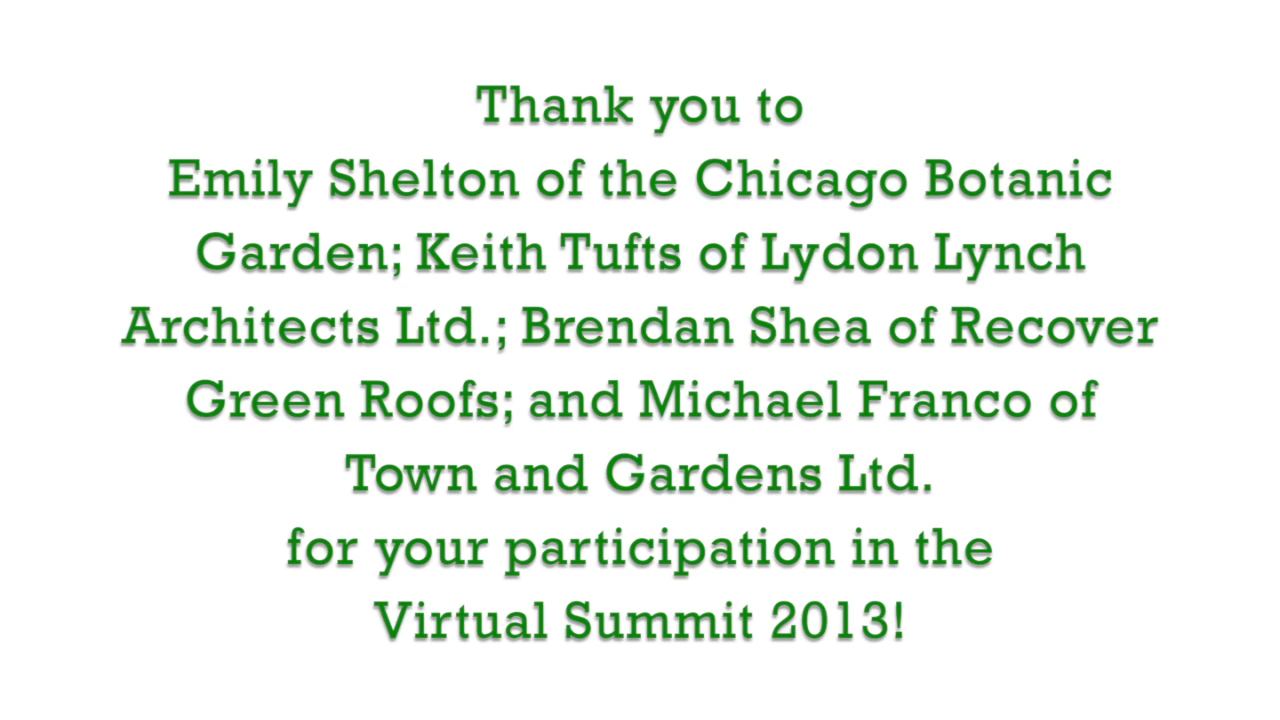 Thank you to
Emily Shelton of the Chicago Botanic
Garden; Keith Tufts of Lydon Lynch
Architects Ltd.; Brendan Shea of Recover
Green Roofs; and Michael Franco of
Town and Gardens Ltd.
for your participation in the
Virtual Summit 2013!